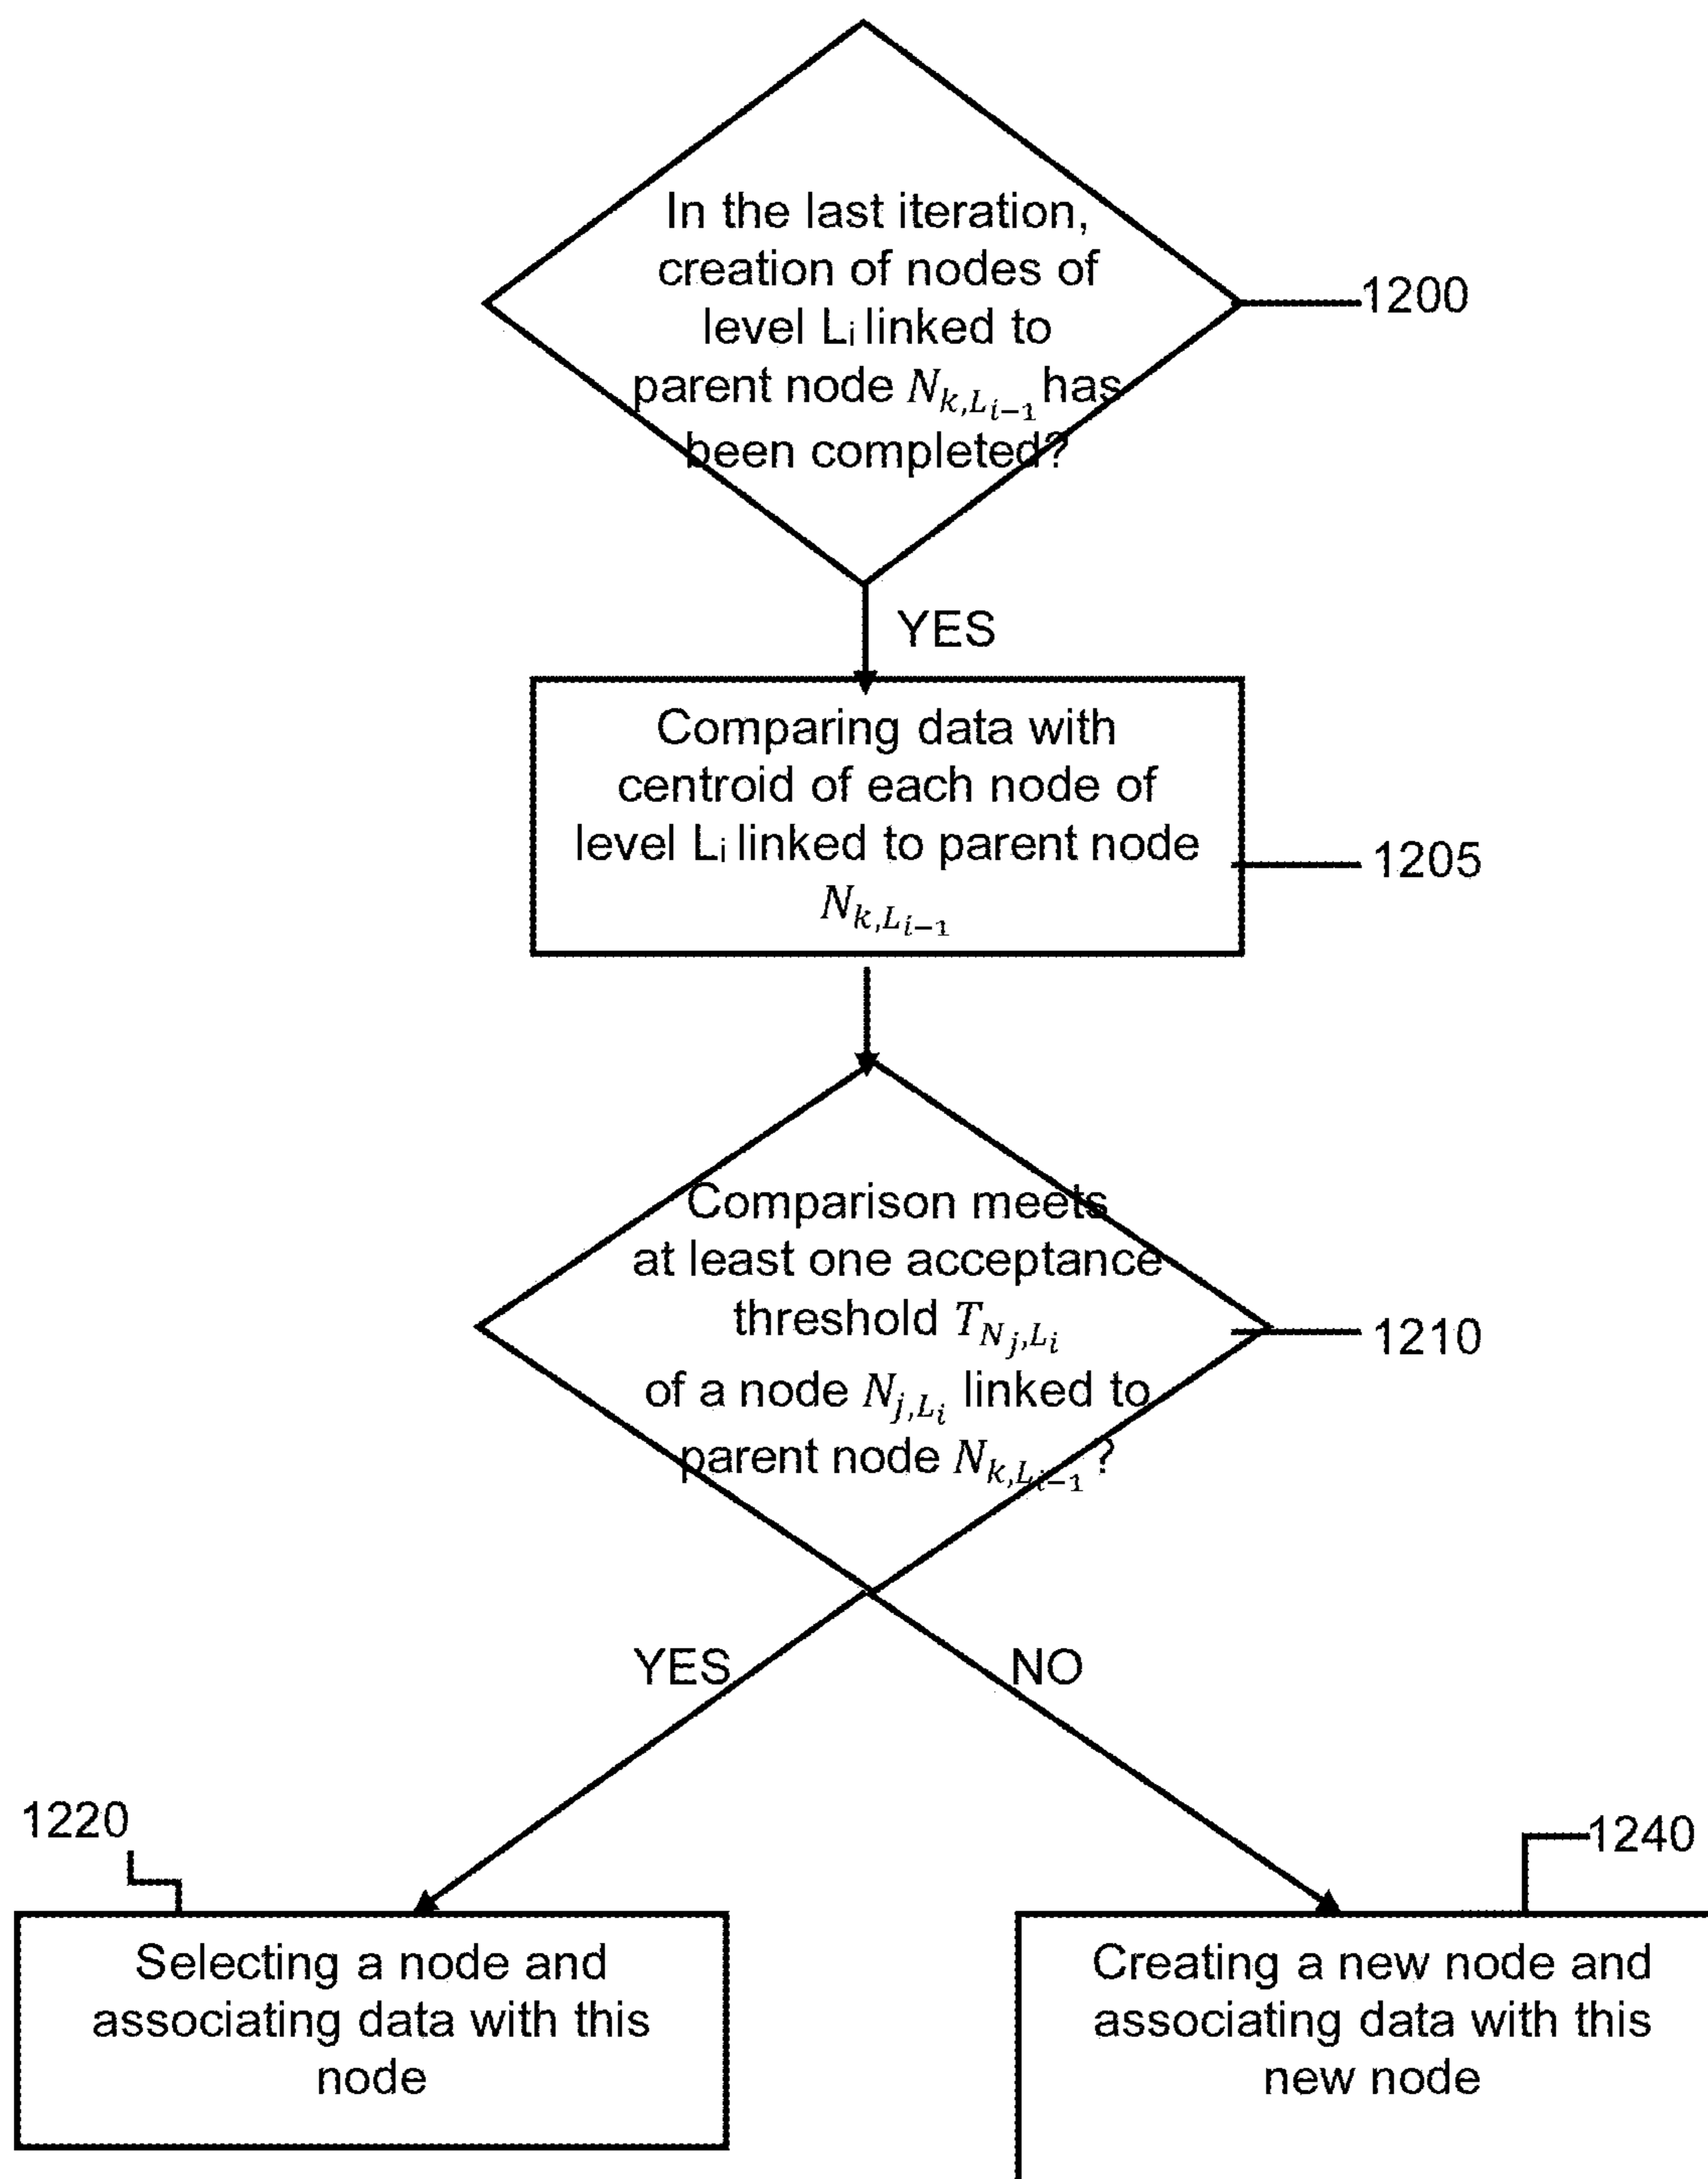 In the last iteration,
creation of nodes of
level Li linked to
parent node N_{k,L_{i-1}} has
been completed?
1200
YES
Comparing data with
centroid of each node of
level Li linked to parent node
N_{k,L_{i-1}}
1205
Comparison meets
at least one acceptance
threshold T_{N_j,L_i}
of a node N_{j,L_i} linked to
parent node N_{k,L_{i-1}} ?
1210
YES
NO
1220
1240
Selecting a node and
associating data with this
node
Creating a new node and
associating data with this
new node